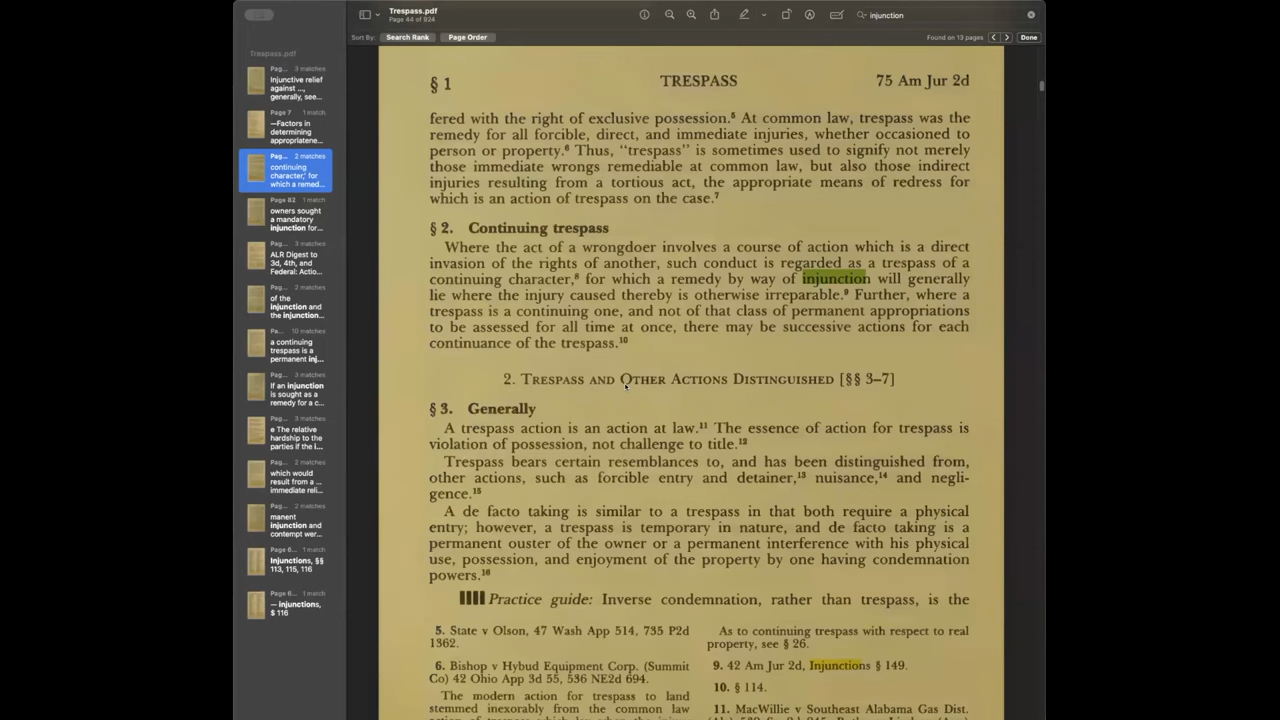 Trespass.pdf
Page 44 of 924
injunction
Sort By:
Search Rank
Page Order
Found on 13 pages
Done
Trespass.pdf
Pag... 3 matches
Injunctive relief
against ...,
generally, see...
Page 7 1 match
—Factors in
determining
appropriatene...
Pag... 2 matches
continuing
character,' for
which a remed...
Page 82 1 match
owners sought
a mandatory
injunction for...
Pag... 3 matches
ALR Digest to
3d, 4th, and
Federal: Actio...
Pag... 2 matches
of the
injunction and
the injunction...
Pa... 10 matches
a continuing
trespass is a
permanent inj...
Pag... 3 matches
If an injunction
is sought as a
remedy for a c...
Pag... 3 matches
e The relative
hardship to the
parties if the i...
Pag... 2 matches
which would
result from a ...
immediate reli...
Pag... 2 matches
manent
injunction and
contempt wer...
Page 6... 1 match
Injunctions, §§
113, 115, 116
Page 6... 1 match
— injunctions,
$ 116
§ 1 TRESPASS 75 Am Jur 2d
fered with the right of exclusive possession.⁵ At common law, trespass was the
remedy for all forcible, direct, and immediate injuries, whether occasioned to
person or property.⁶ Thus, "trespass" is sometimes used to signify not merely
those immediate wrongs remediable at common law, but also those indirect
injuries resulting from a tortious act, the appropriate means of redress for
which is an action of trespass on the case.⁷
§ 2. Continuing trespass
Where the act of a wrongdoer involves a course of action which is a direct
invasion of the rights of another, such conduct is regarded as a trespass of a
continuing character,⁸ for which a remedy by way of injunction will generally
lie where the injury caused thereby is otherwise irreparable.⁹ Further, where a
trespass is a continuing one, and not of that class of permanent appropriations
to be assessed for all time at once, there may be successive actions for each
continuance of the trespass.¹⁰
2. Trespass and Other Actions Distinguished [§§ 3–7]
§ 3. Generally
A trespass action is an action at law.¹¹ The essence of action for trespass is
violation of possession, not challenge to title.¹²
Trespass bears certain resemblances to, and has been distinguished from,
other actions, such as forcible entry and detainer,¹³ nuisance,¹⁴ and negli-
gence.¹⁵
A de facto taking is similar to a trespass in that both require a physical
entry; however, a trespass is temporary in nature, and de facto taking is a
permanent ouster of the owner or a permanent interference with his physical
use, possession, and enjoyment of the property by one having condemnation
powers.¹⁶
Practice guide: Inverse condemnation, rather than trespass, is the
5. State v Olson, 47 Wash App 514, 735 P2d
1362.
6. Bishop v Hybud Equipment Corp. (Summit
Co) 42 Ohio App 3d 55, 536 NE2d 694.
The modern action for trespass to land
stemmed inexorably from the common law
As to continuing trespass with respect to real
property, see § 26.
9. 42 Am Jur 2d, Injunctions § 149.
10. § 114.
11. MacWillie v Southeast Alabama Gas Dist.